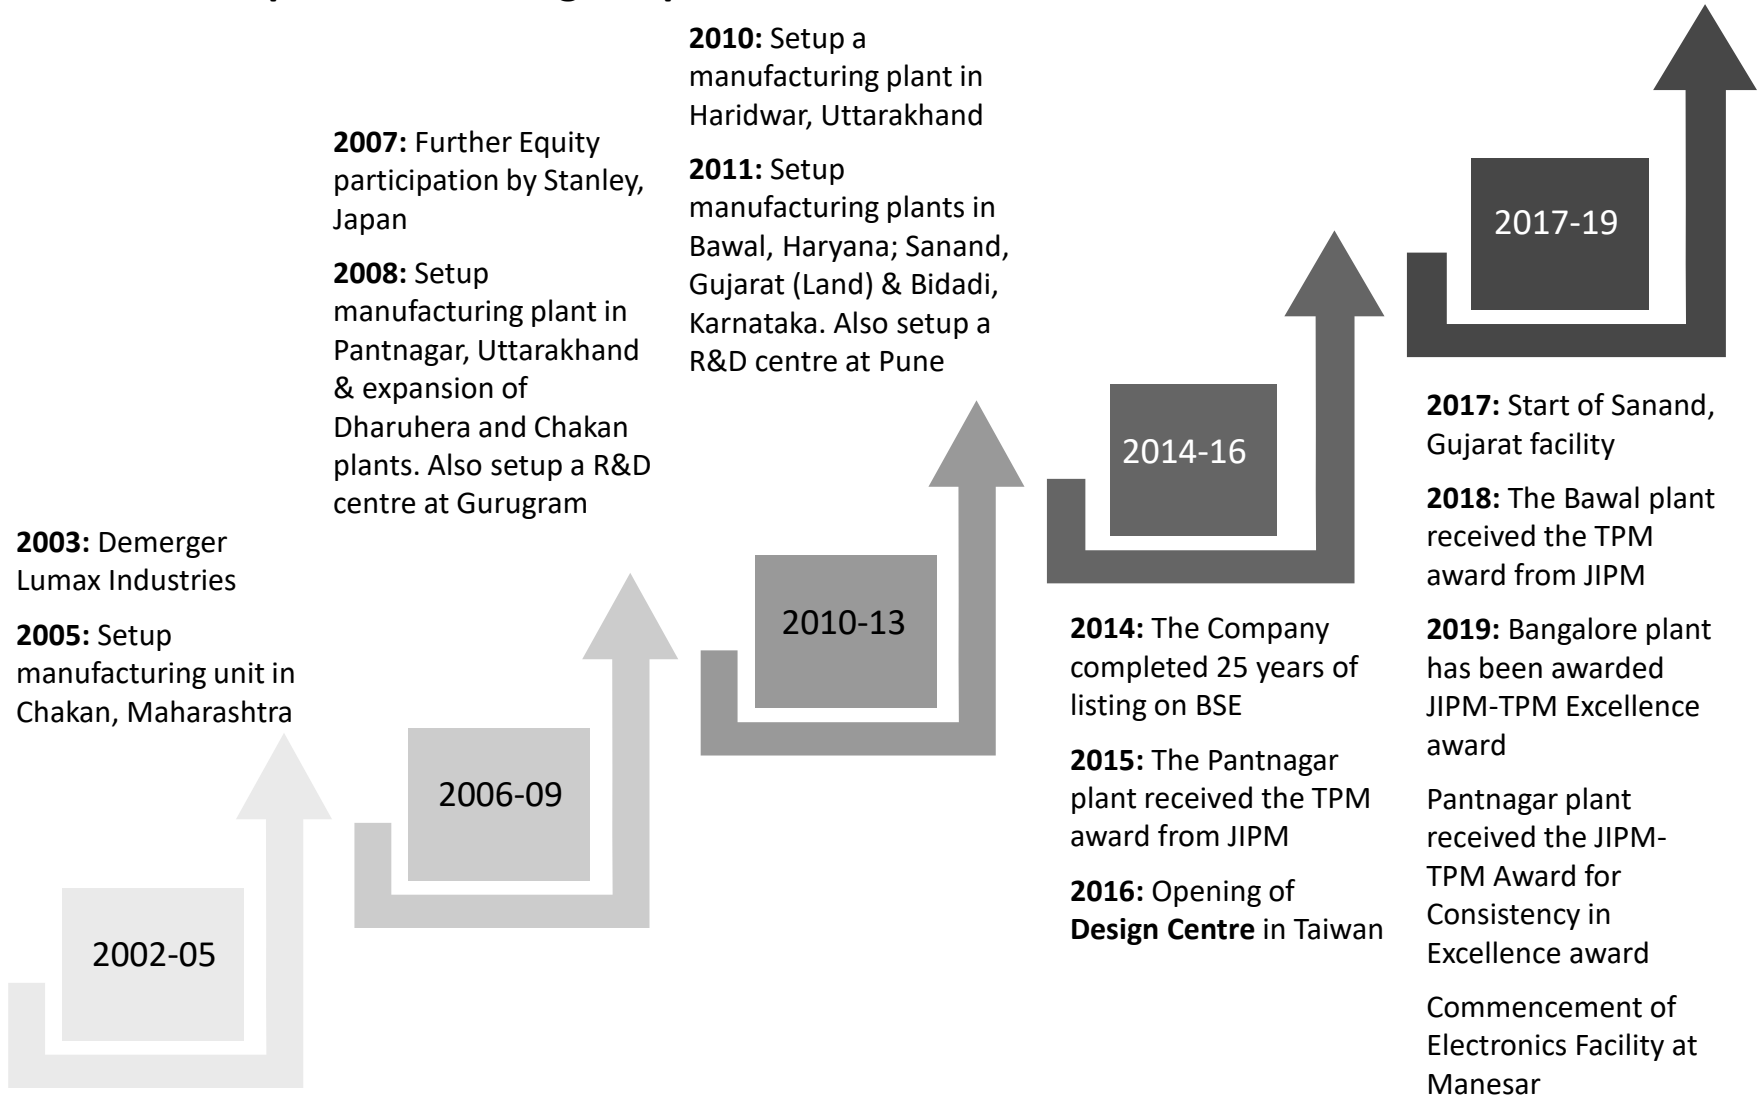 2003: Demerger
Lumax Industries
2005: Setup
manufacturing unit in
Chakan, Maharashtra
2002-05
2007: Further Equity
participation by Stanley,
Japan
2008: Setup
manufacturing plant in
Pantnagar, Uttarakhand
& expansion of
Dharuhera and Chakan
plants. Also setup a R&D
centre at Gurugram
2006-09
2010: Setup a
manufacturing plant in
Haridwar, Uttarakhand
2011: Setup
manufacturing plants in
Bawal, Haryana; Sanand,
Gujarat (Land) & Bidadi,
Karnataka. Also setup a
R&D centre at Pune
2010-13
2014-16
2014: The Company
completed 25 years of
listing on BSE
2015: The Pantnagar
plant received the TPM
award from JIPM
2016: Opening of
Design Centre in Taiwan
2017-19
2017: Start of Sanand,
Gujarat facility
2018: The Bawal plant
received the TPM
award from JIPM
2019: Bangalore plant
has been awarded
JIPM-TPM Excellence
award
Pantnagar plant
received the JIPM-
TPM Award for
Consistency in
Excellence award
Commencement of
Electronics Facility at
Manesar